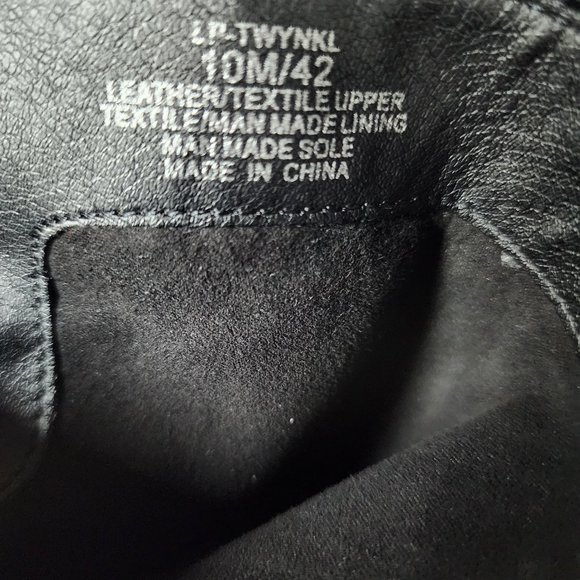 LP-TWYNKL
10M/42
LEATHER/TEXTILE UPPER
TEXTILE/MAN MADE LINING
MAN MADE SOLE
MADE IN CHINA